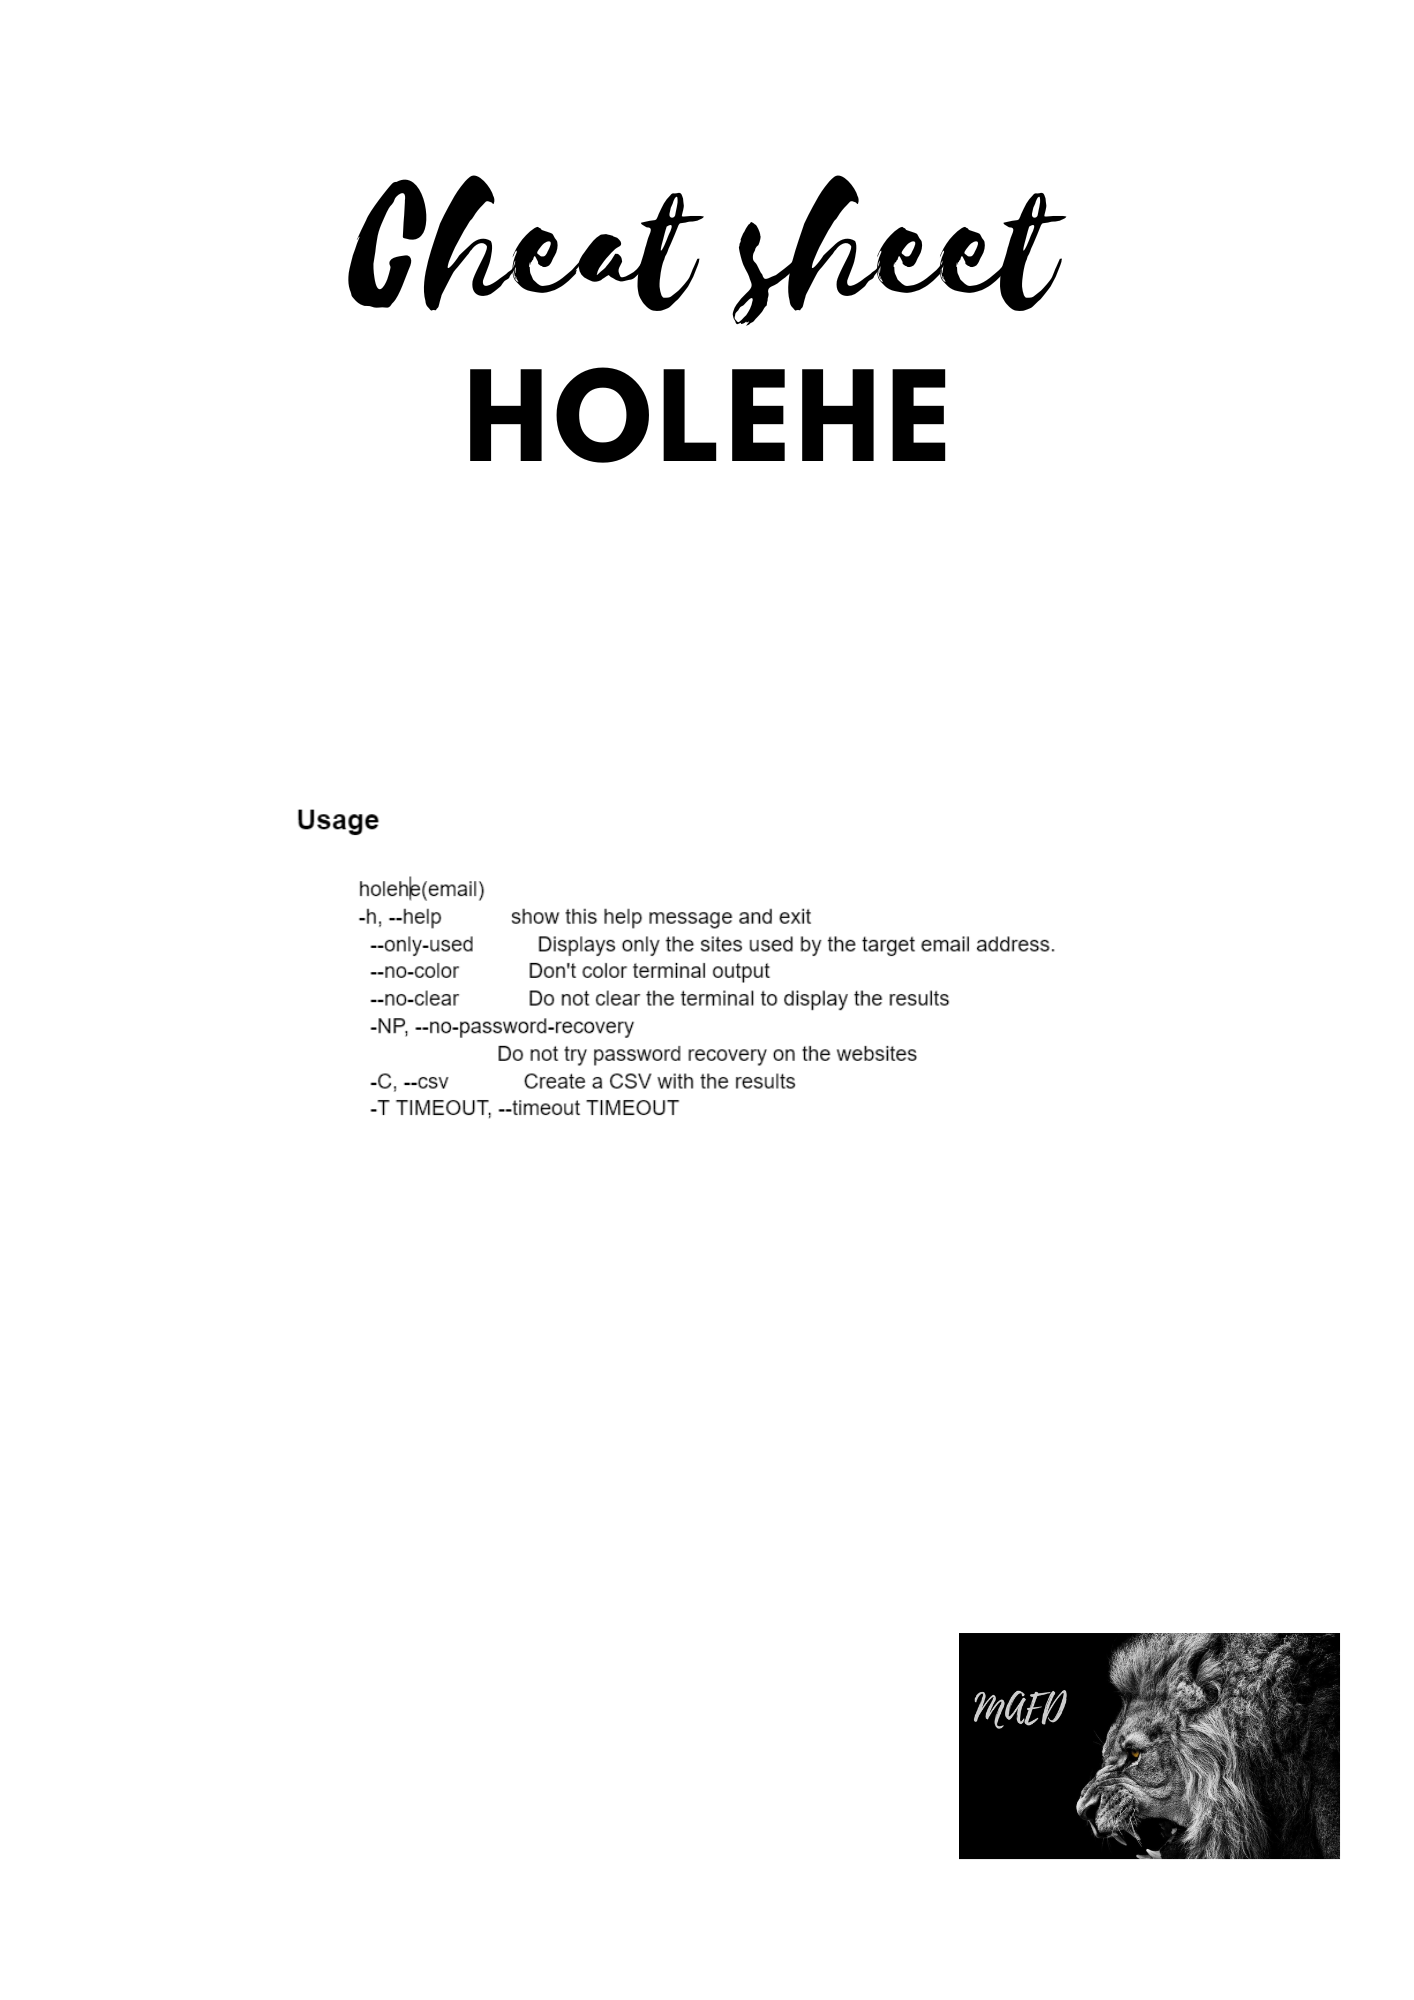 Cheat sheet
HOLEHE
Usage
holehe(email)
-h, --help show this help message and exit
--only-used Displays only the sites used by the target email address.
--no-color Don't color terminal output
--no-clear Do not clear the terminal to display the results
-NP, --no-password-recovery
Do not try password recovery on the websites
-C, --csv Create a CSV with the results
-T TIMEOUT, --timeout TIMEOUT
MAED